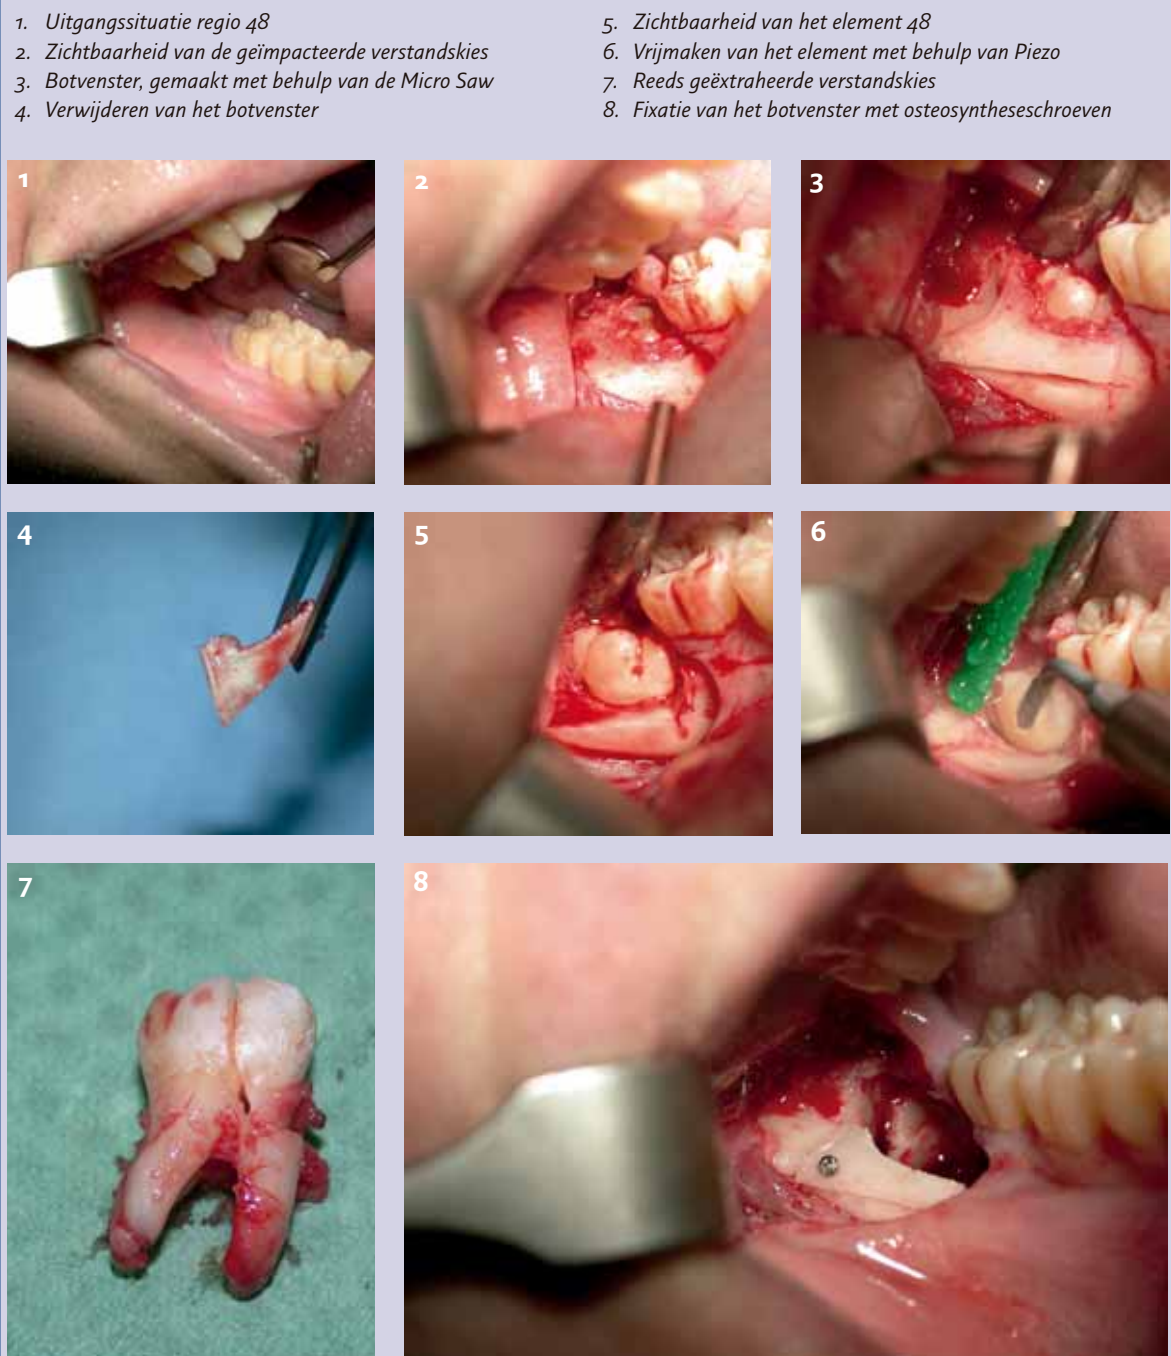 1. Uitgangssituatie regio 48
2. Zichtbaarheid van de geïmpacteerde verstandskies
3. Botvenster, gemaakt met behulp van de Micro Saw
4. Verwijderen van het botvenster
5. Zichtbaarheid van het element 48
6. Vrijmaken van het element met behulp van Piezo
7. Reeds geëxtraheerde verstandskies
8. Fixatie van het botvenster met osteosyntheseschroeven
1
2
3
4
5
6
7
8